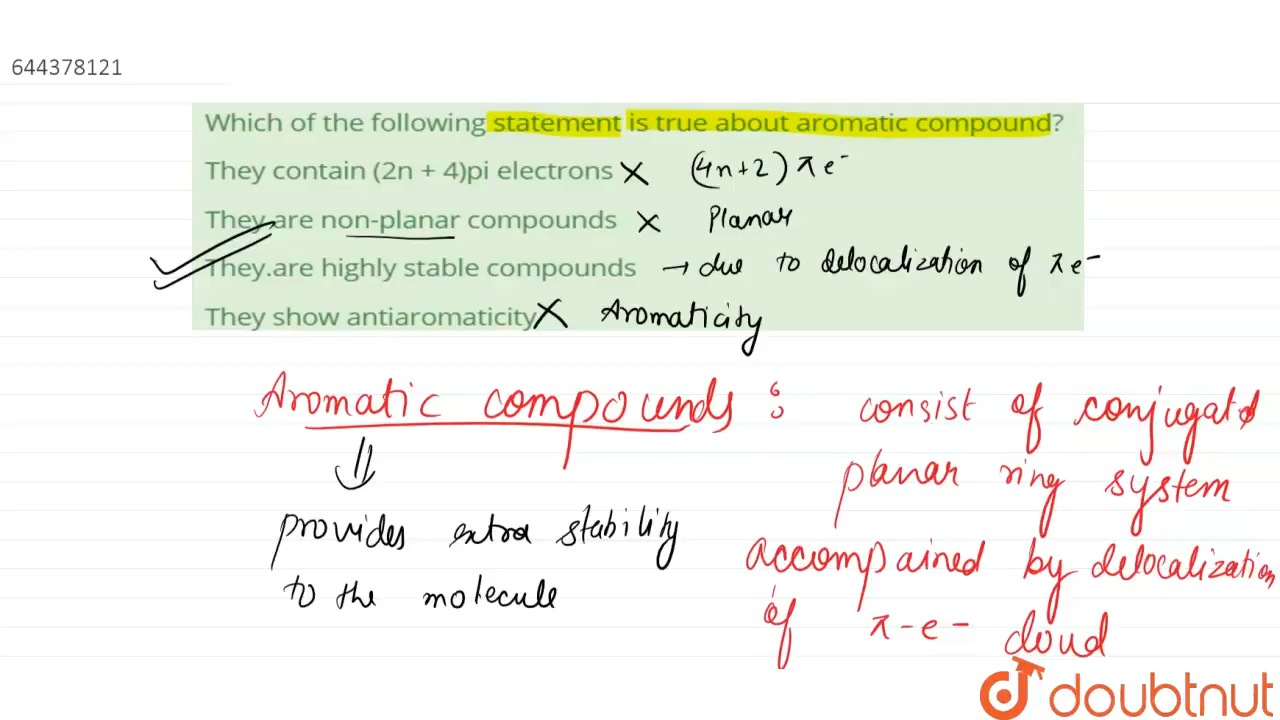 644378121
Which of the following statement is true about aromatic compound?
They contain (2n + 4)pi electrons X (4n+2) π e⁻
They are non-planar compounds X Planar
They.are highly stable compounds → due to delocalization of π e⁻
They show antiaromaticity X Aromaticity
Aromatic compounds : consist of conjugated
planar ring system
provides extra stability
accompained by delocalization
to the molecule
of π-e- cloud
doubtnut